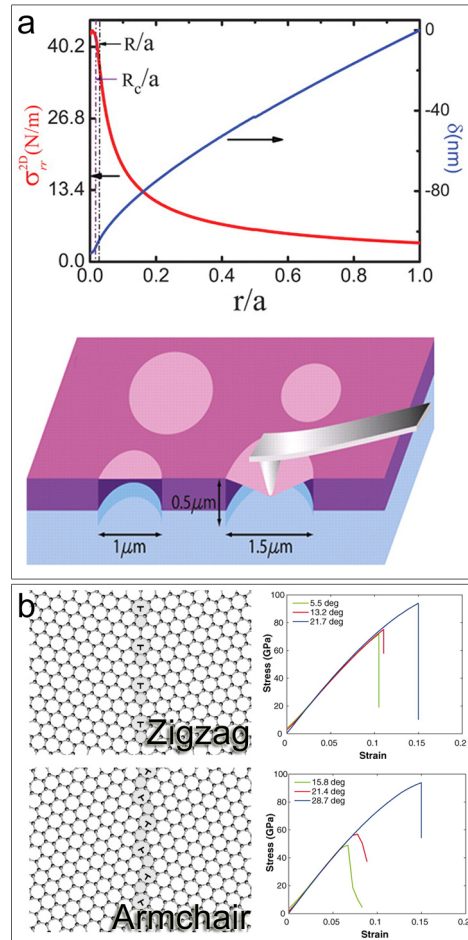 a
40.2
26.8
13.4
0.0
σ²ᴰᵣᵣ(N/m)
R/a
R_c/a
0
-40
-80
δ(nm)
0.0 0.2 0.4 0.6 0.8 1.0
r/a
0.5μm
1μm
1.5μm
b
Zigzag
Stress (GPa)
100
80
60
40
20
0
5.5 deg
13.2 deg
21.7 deg
0 0.05 0.1 0.15 0.2
Strain
Armchair
Stress (GPa)
100
80
60
40
20
0
15.8 deg
21.4 deg
28.7 deg
0 0.05 0.1 0.15 0.2
Strain